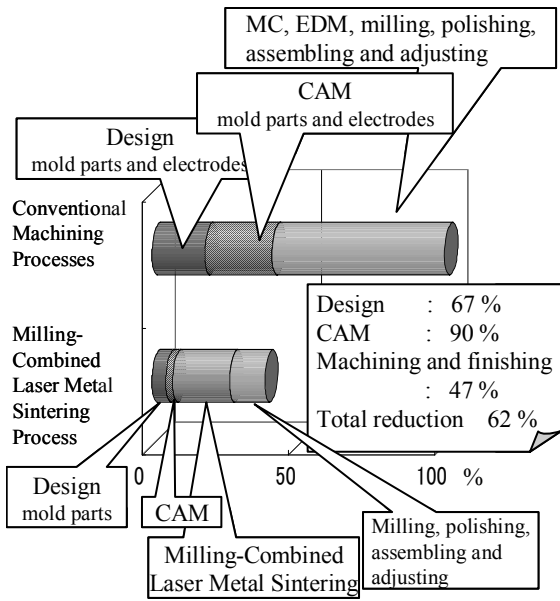 MC, EDM, milling, polishing,
assembling and adjusting
CAM
mold parts and electrodes
Design
mold parts and electrodes
Conventional
Machining
Processes
Design : 67 %
CAM : 90 %
Machining and finishing
: 47 %
Total reduction 62 %
Milling-
Combined
Laser Metal
Sintering
Process
0 50 100 %
Design
mold parts
CAM
Milling-Combined
Laser Metal Sintering
Milling, polishing,
assembling and
adjusting